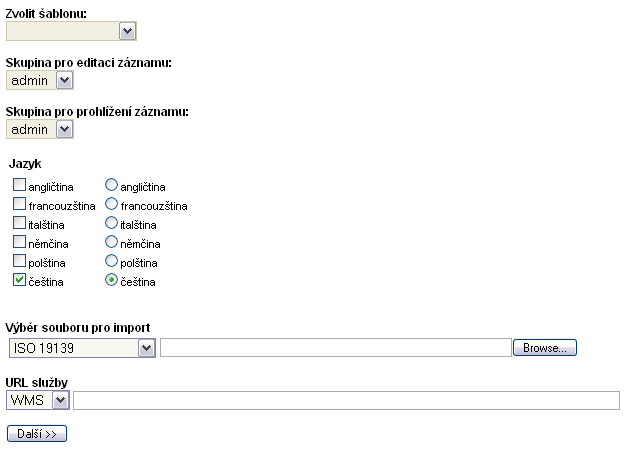 Zvolit šablonu:
Skupina pro editaci záznamu:
admin
Skupina pro prohlížení záznamu:
admin
Jazyk
angličtina angličtina
francouzština francouzština
italština italština
němčina němčina
polština polština
čeština čeština
Výběr souboru pro import
ISO 19139 Browse...
URL služby
WMS
Další >>